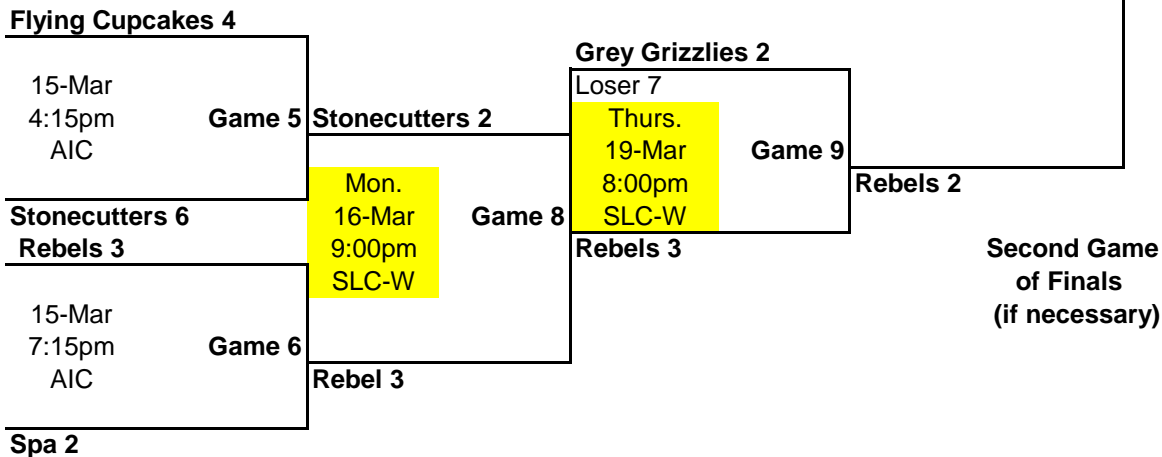 Flying Cupcakes 4
Grey Grizzlies 2
15-Mar
Loser 7
4:15pm
Game 5
Stonecutters 2
Thurs.
AIC
19-Mar
Game 9
Mon.
8:00pm
Rebels 2
Stonecutters 6
16-Mar
Game 8
SLC-W
Rebels 3
9:00pm
Rebels 3
Second Game
SLC-W
of Finals
15-Mar
(if necessary)
7:15pm
Game 6
AIC
Rebel 3
Spa 2